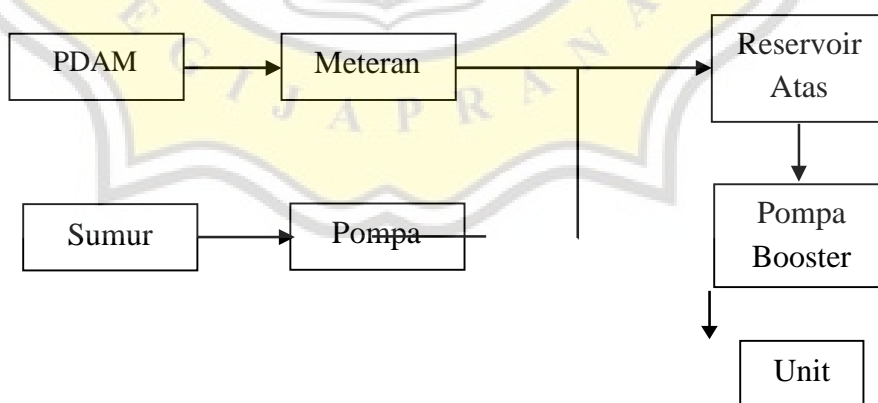 PDAM
Meteran
Reservoir
Atas
Sumur
Pompa
Pompa
Booster
Unit
E G I J A P R A N A